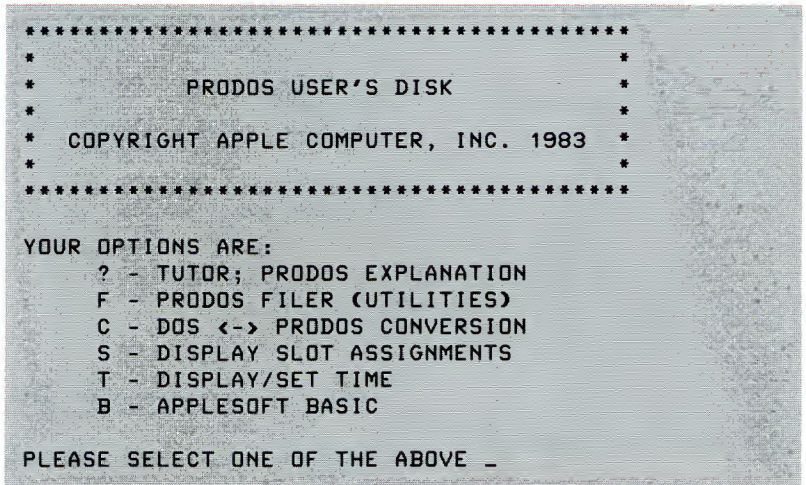 ****************************************
*                                      *
*          PRODOS USER'S DISK          *
*                                      *
*  COPYRIGHT APPLE COMPUTER, INC. 1983 *
*                                      *
****************************************
YOUR OPTIONS ARE:
? - TUTOR; PRODOS EXPLANATION
F - PRODOS FILER (UTILITIES)
C - DOS <-> PRODOS CONVERSION
S - DISPLAY SLOT ASSIGNMENTS
T - DISPLAY/SET TIME
B - APPLESOFT BASIC
PLEASE SELECT ONE OF THE ABOVE _